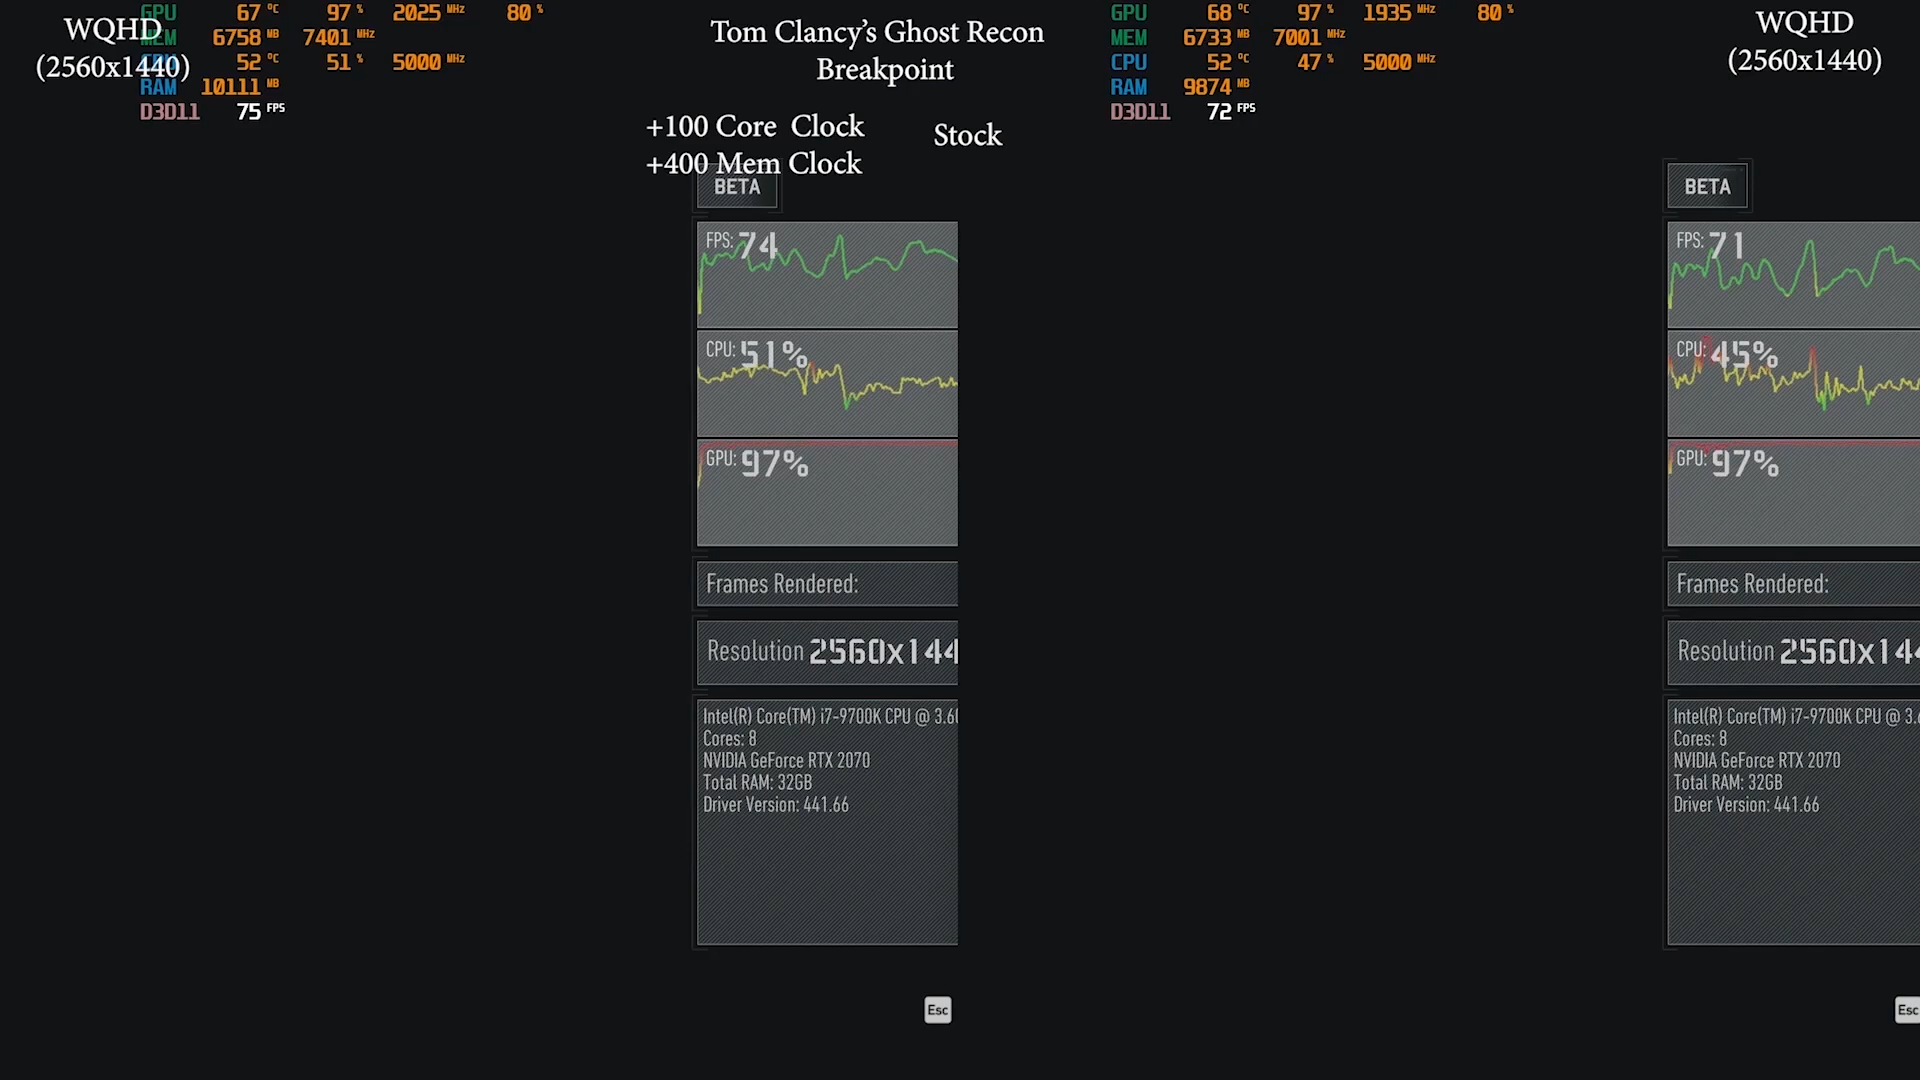 GPU 67 °C 97 % 2025 MHz 80 %
WQHD
MEM 6758 MB 7401 MHz
(2560x1440)
CPU 52 °C 51 % 5000 MHz
RAM 10111 MB
D3D11 75 FPS
Tom Clancy's Ghost Recon
Breakpoint
+100 Core Clock
+400 Mem Clock
Stock
GPU 68 °C 97 % 1935 MHz 80 %
MEM 6733 MB 7001 MHz
CPU 52 °C 47 % 5000 MHz
RAM 9874 MB
D3D11 72 FPS
WQHD
(2560x1440)
BETA
FPS: 74
CPU: 51%
GPU: 97%
Frames Rendered:
Resolution 2560x144
Intel(R) Core(TM) i7-9700K CPU @ 3.60
Cores: 8
NVIDIA GeForce RTX 2070
Total RAM: 32GB
Driver Version: 441.66
Esc
BETA
FPS: 71
CPU: 45%
GPU: 97%
Frames Rendered:
Resolution 2560x144
Intel(R) Core(TM) i7-9700K CPU @ 3.6
Cores: 8
NVIDIA GeForce RTX 2070
Total RAM: 32GB
Driver Version: 441.66
Esc